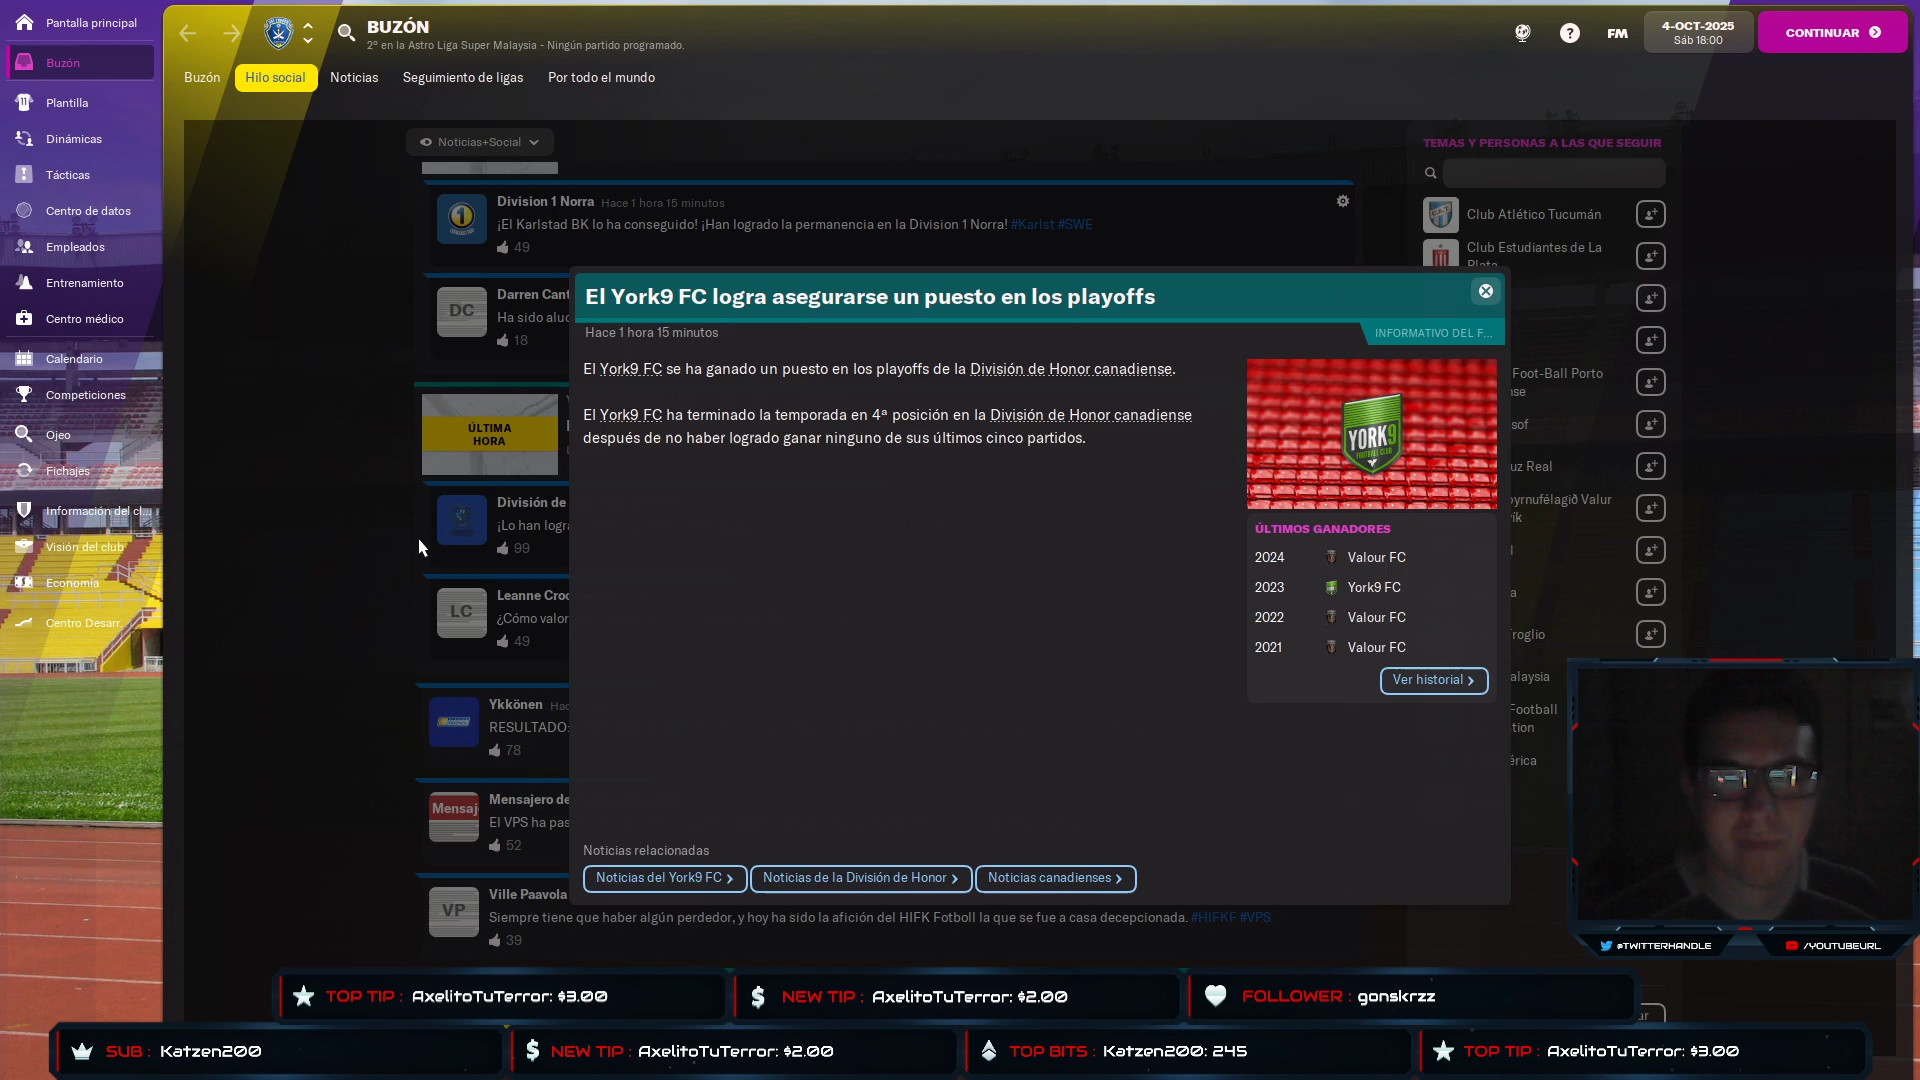 Pantalla principal
Buzón
Plantilla
Dinámicas
Tácticas
Centro de datos
Empleados
Entrenamiento
Centro médico
Calendario
Competiciones
Ojeo
Fichajes
Información del cl...
Visión del club
Economía
Centro Desarr.
BUZÓN
2º en la Astro Liga Super Malaysia - Ningún partido programado.
FM
4-OCT-2025
Sáb 18:00
CONTINUAR
Buzón
Hilo social
Noticias
Seguimiento de ligas
Por todo el mundo
Noticias+Social
Division 1 Norra Hace 1 hora 15 minutos
¡El Karlstad BK lo ha conseguido! ¡Han logrado la permanencia en la Division 1 Norra! #Karlst #SWE
49
DC
Darren Cant
Ha sido aluc
18
ÚLTIMA
HORA
División de
¡Lo han logra
99
LC
Leanne Croc
¿Cómo valor
49
Ykkönen Hac
RESULTADO:
78
Mensaj
Mensajero de
El VPS ha pas
52
VP
Ville Paavola
Siempre tiene que haber algún perdedor, y hoy ha sido la afición del HIFK Fotboll la que se fue a casa decepcionada. #HIFKF #VPS
39
El York9 FC logra asegurarse un puesto en los playoffs
Hace 1 hora 15 minutos
INFORMATIVO DEL F...
El York9 FC se ha ganado un puesto en los playoffs de la División de Honor canadiense.
El York9 FC ha terminado la temporada en 4ª posición en la División de Honor canadiense
después de no haber logrado ganar ninguno de sus últimos cinco partidos.
YORK9
FOOTBALL CLUB
ÚLTIMOS GANADORES
2024 Valour FC
2023 York9 FC
2022 Valour FC
2021 Valour FC
Ver historial
Noticias relacionadas
Noticias del York9 FC
Noticias de la División de Honor
Noticias canadienses
TEMAS Y PERSONAS A LAS QUE SEGUIR
Club Atlético Tucumán
Club Estudiantes de La
Plata
Foot-Ball Porto
nse
sof
uz Real
oyrnufélagið Valur
ík
a
Troglio
alaysia
Football
tion
érica
ar
@TWITTERHANDLE
/YOUTUBEURL
TOP TIP : AxelitoTuTerror: $3.00
NEW TIP : AxelitoTuTerror: $2.00
FOLLOWER : gonskrzz
SUB : Katzen200
NEW TIP : AxelitoTuTerror: $2.00
TOP BITS : Katzen200: 245
TOP TIP : AxelitoTuTerror: $3.00